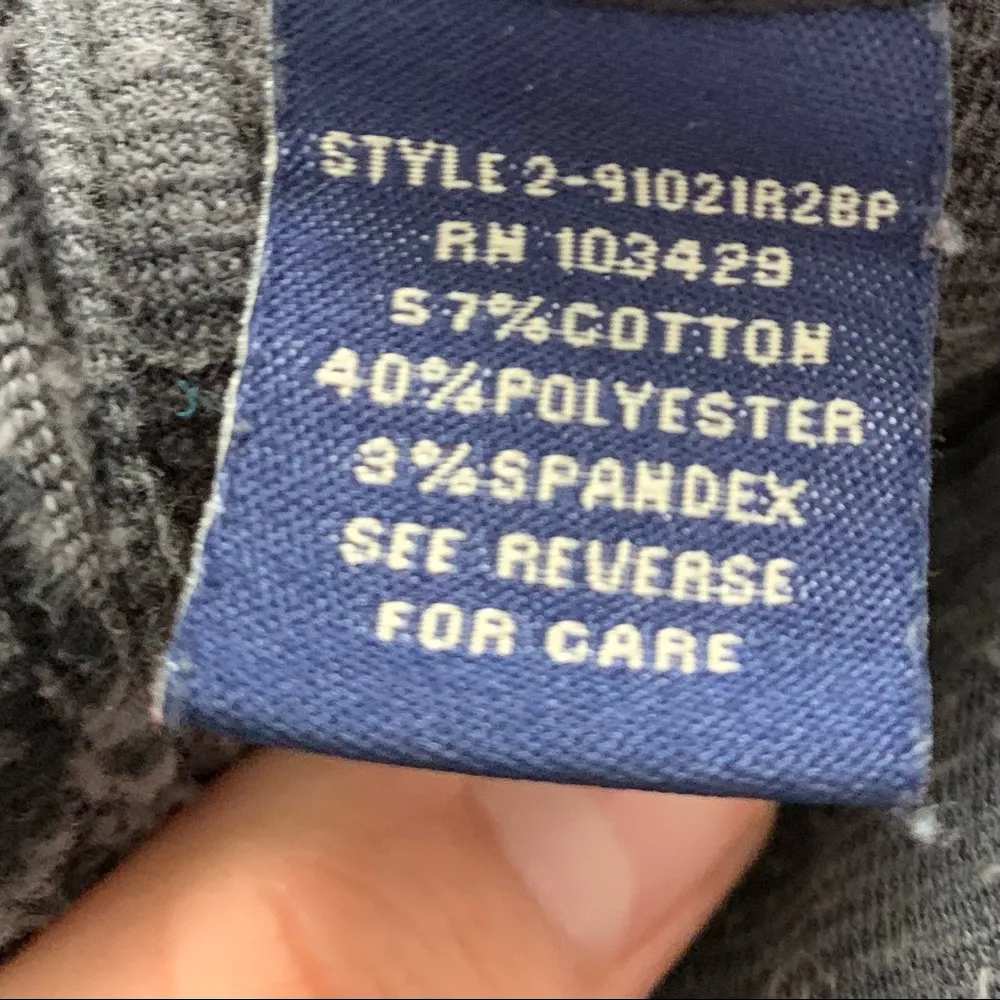 STYLE 2-91021R2BP
RN 103429
57% COTTON
40% POLYESTER
3% SPANDEX
SEE REVERSE
FOR CARE